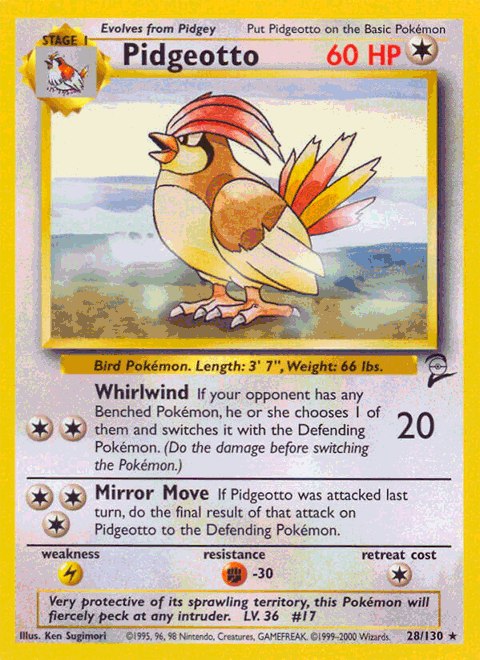 Evolves from Pidgey Put Pidgeotto on the Basic Pokémon
STAGE 1
Pidgeotto 60 HP
Bird Pokémon. Length: 3' 7", Weight: 66 lbs.
Whirlwind If your opponent has any
Benched Pokémon, he or she chooses 1 of
them and switches it with the Defending
Pokémon. (Do the damage before switching
the Pokémon.)
20
Mirror Move If Pidgeotto was attacked last
turn, do the final result of that attack on
Pidgeotto to the Defending Pokémon.
weakness resistance retreat cost
-30
Very protective of its sprawling territory, this Pokémon will
fiercely peck at any intruder. LV. 36 #17
Illus. Ken Sugimori ©1995, 96, 98 Nintendo, Creatures, GAMEFREAK. ©1999-2000 Wizards. 28/130 ★